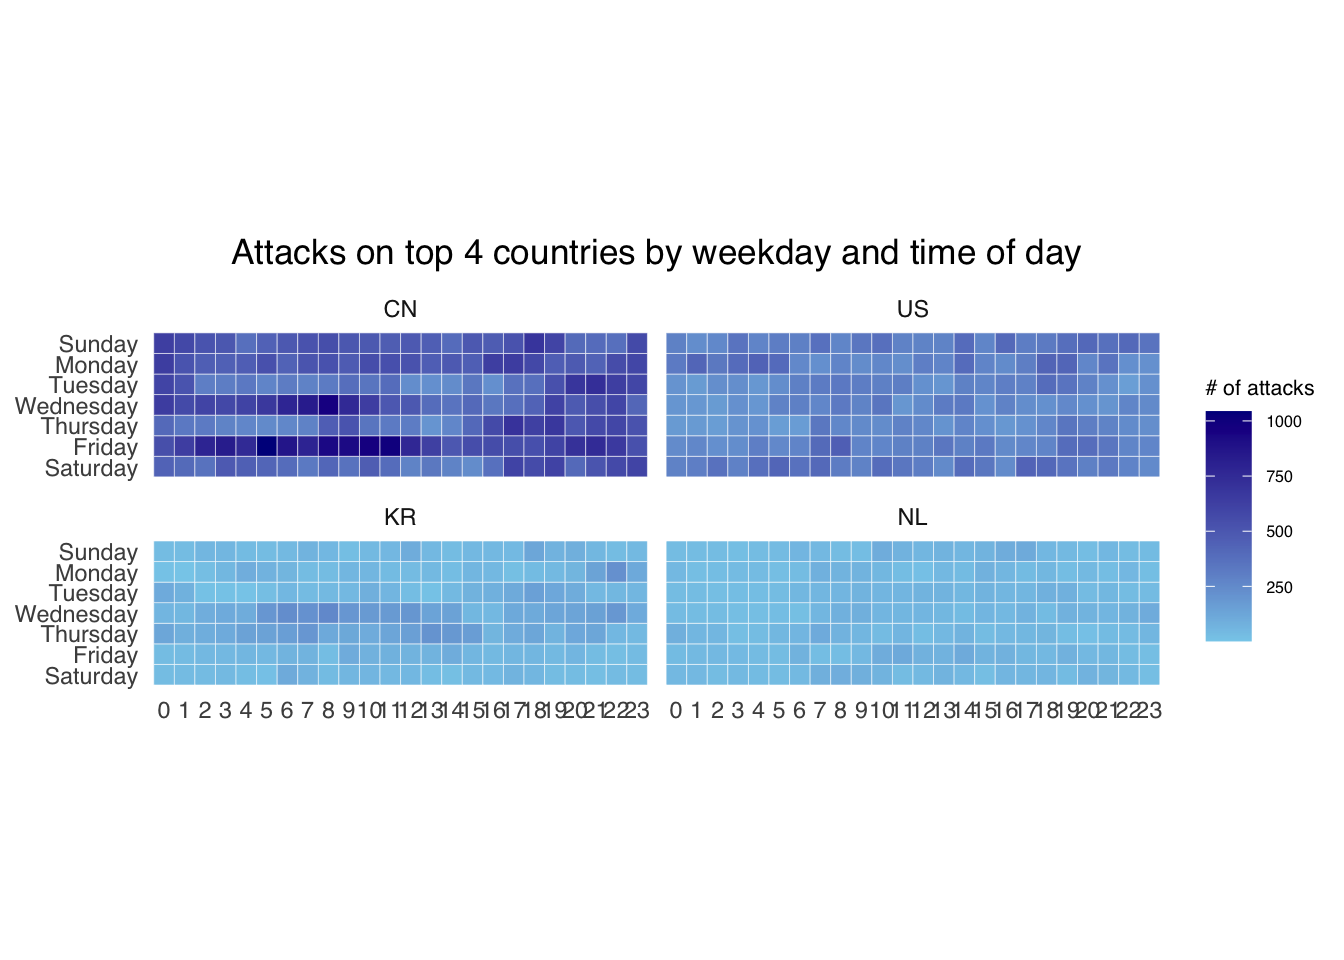 Attacks on top 4 countries by weekday and time of day
CN
US
Sunday
Monday
Tuesday
Wednesday
Thursday
Friday
Saturday
KR
NL
Sunday
Monday
Tuesday
Wednesday
Thursday
Friday
Saturday
0 1 2 3 4 5 6 7 8 9 10 11 12 13 14 15 16 17 18 19 20 21 22 23
0 1 2 3 4 5 6 7 8 9 10 11 12 13 14 15 16 17 18 19 20 21 22 23
# of attacks
1000
750
500
250